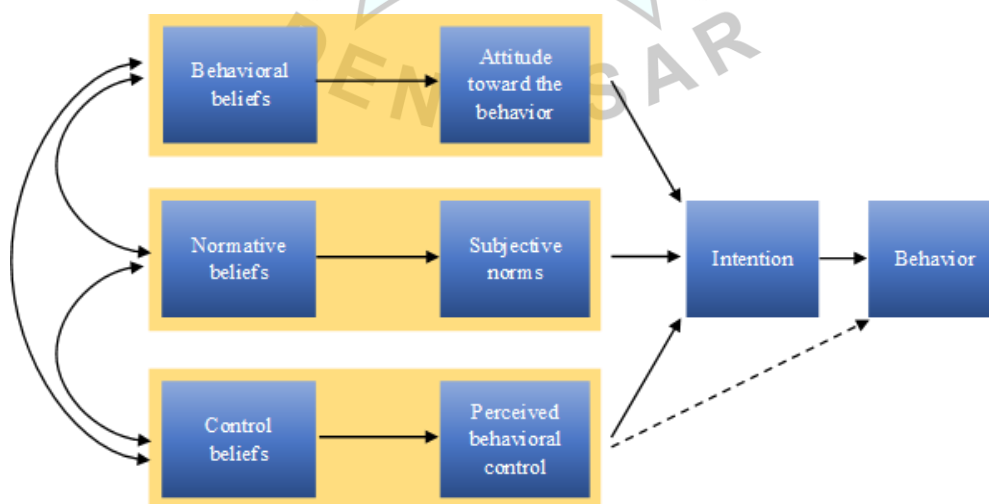 Behavioral
beliefs
Attitude
toward the
behavior
Normative
beliefs
Subjective
norms
Intention
Behavior
Control
beliefs
Perceived
behavioral
control